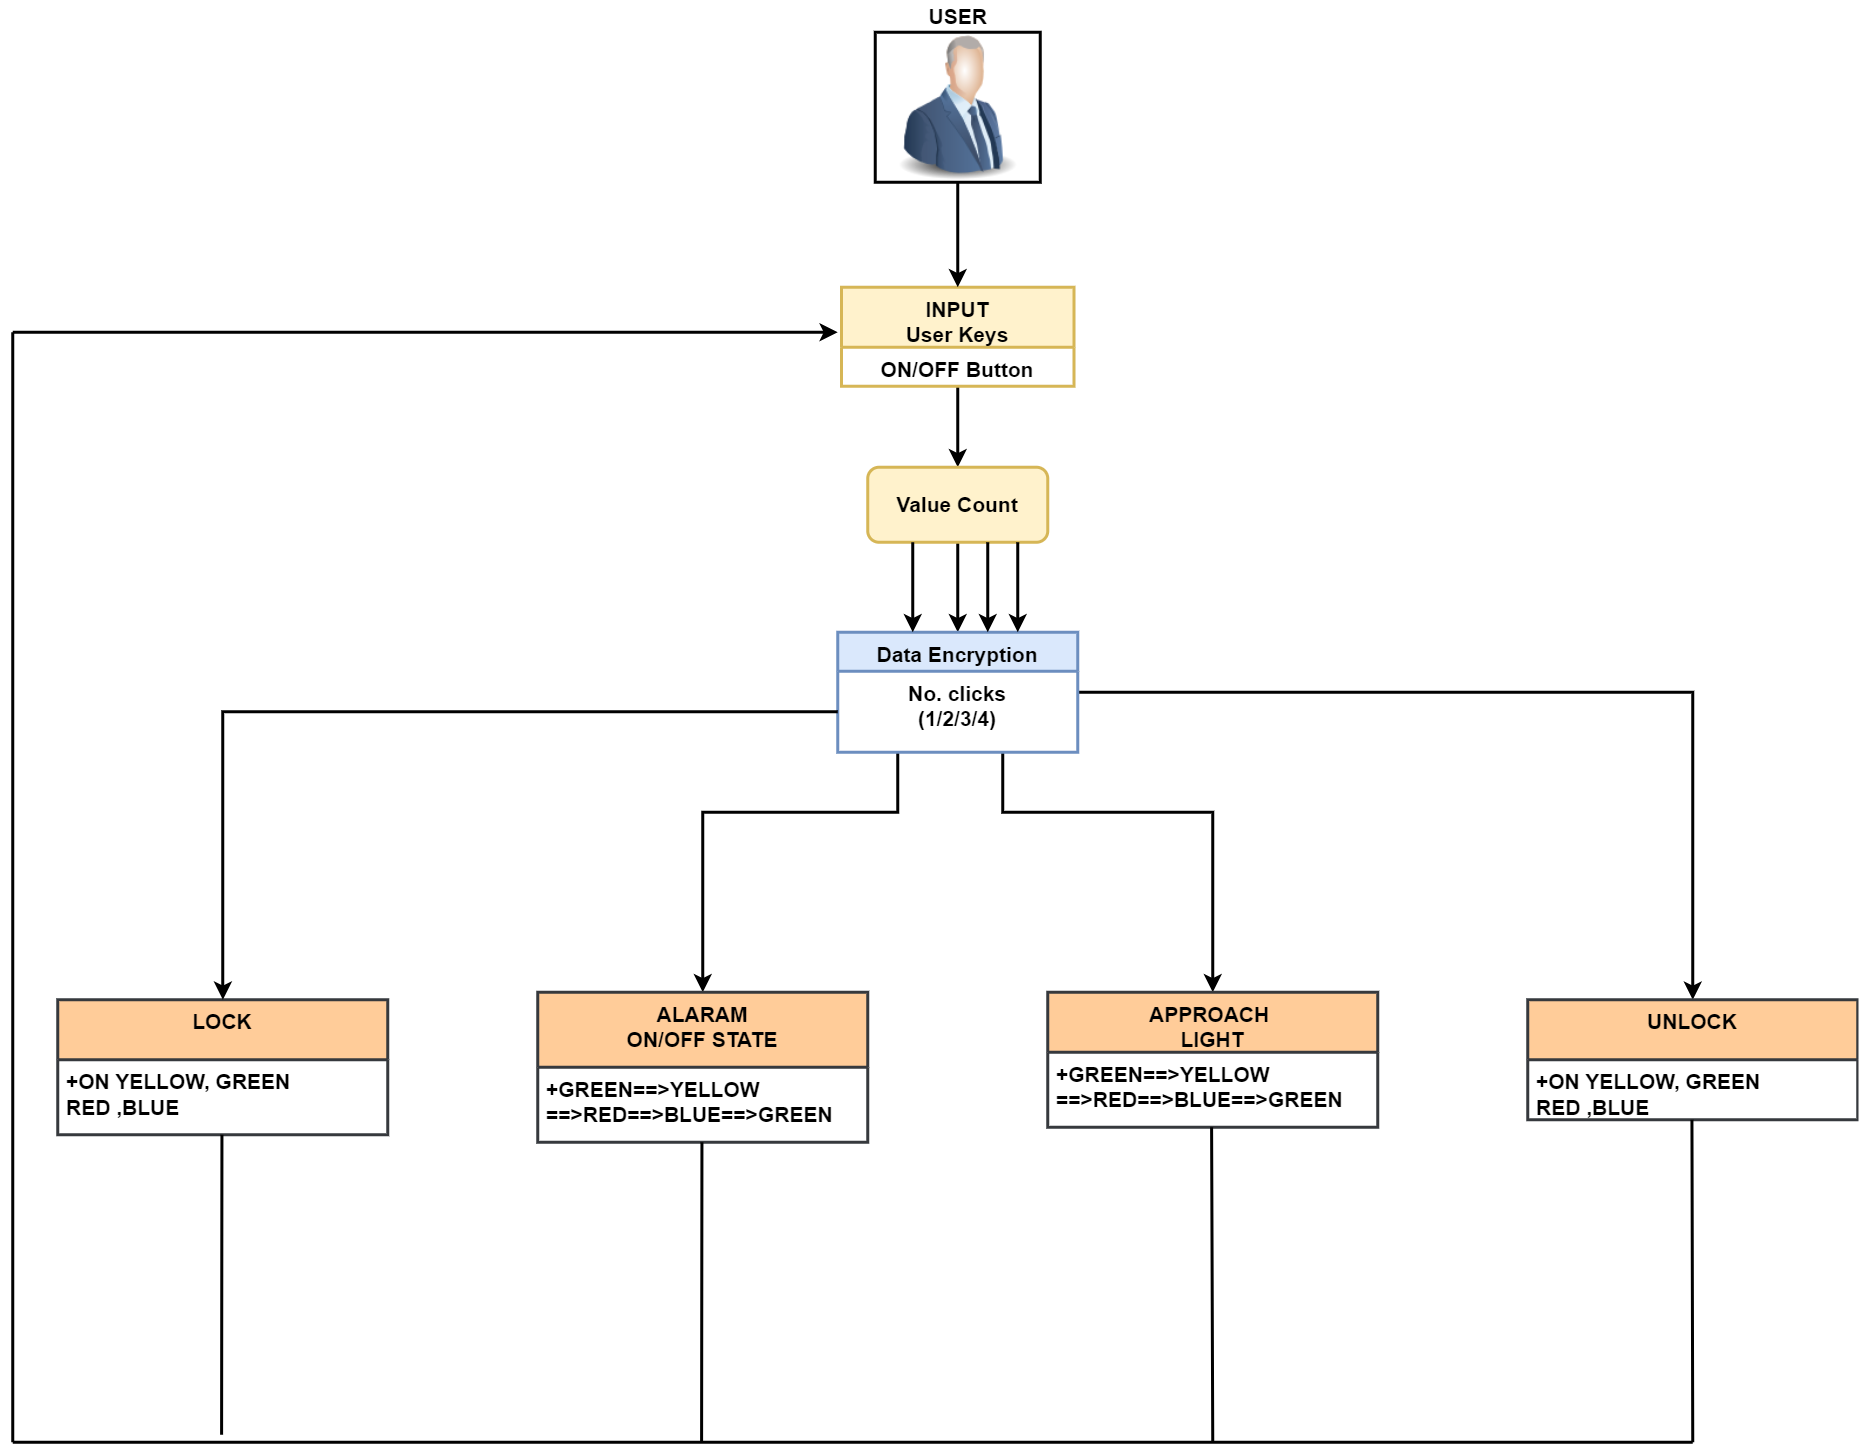 USER
INPUT
User Keys
ON/OFF Button
Value Count
Data Encryption
No. clicks
(1/2/3/4)
LOCK
+ON YELLOW, GREEN
RED ,BLUE
ALARAM
ON/OFF STATE
+GREEN==>YELLOW
==>RED==>BLUE==>GREEN
APPROACH
LIGHT
+GREEN==>YELLOW
==>RED==>BLUE==>GREEN
UNLOCK
+ON YELLOW, GREEN
RED ,BLUE